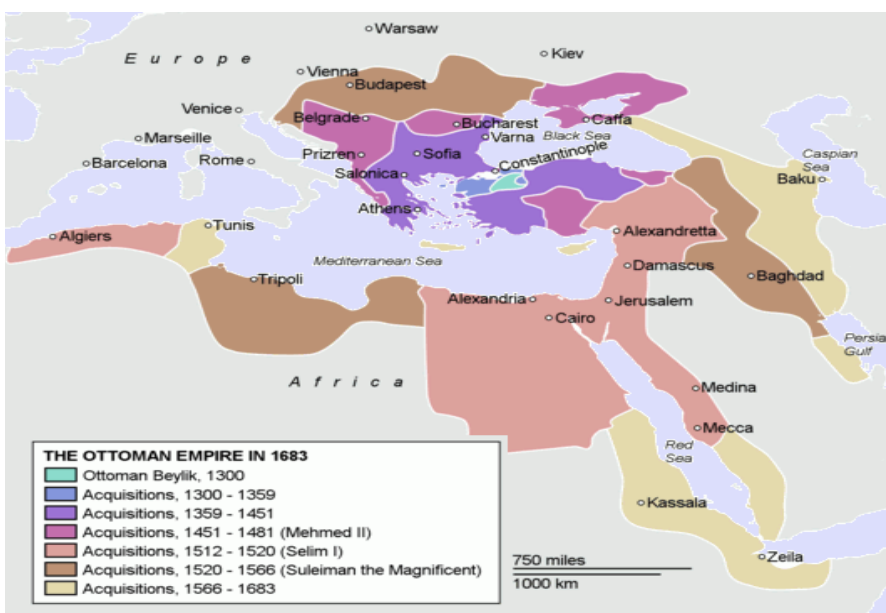 Warsaw
Europe
Kiev
Vienna
Budapest
Venice
Belgrade
Bucharest
Caffa
Marseille
Black Sea
Varna
Prizren
Sofia
Constantinople
Caspian
Sea
Barcelona
Rome
Salonica
Baku
Athens
Tunis
Algiers
Alexandretta
Mediterranean Sea
Damascus
Tripoli
Baghdad
Alexandria
Jerusalem
Cairo
Persia
Gulf
Africa
Medina
Mecca
Red
Sea
Kassala
Zeila
THE OTTOMAN EMPIRE IN 1683
Ottoman Beylik, 1300
Acquisitions, 1300 - 1359
Acquisitions, 1359 - 1451
Acquisitions, 1451 - 1481 (Mehmed II)
Acquisitions, 1512 - 1520 (Selim I)
Acquisitions, 1520 - 1566 (Suleiman the Magnificent)
Acquisitions, 1566 - 1683
750 miles
1000 km